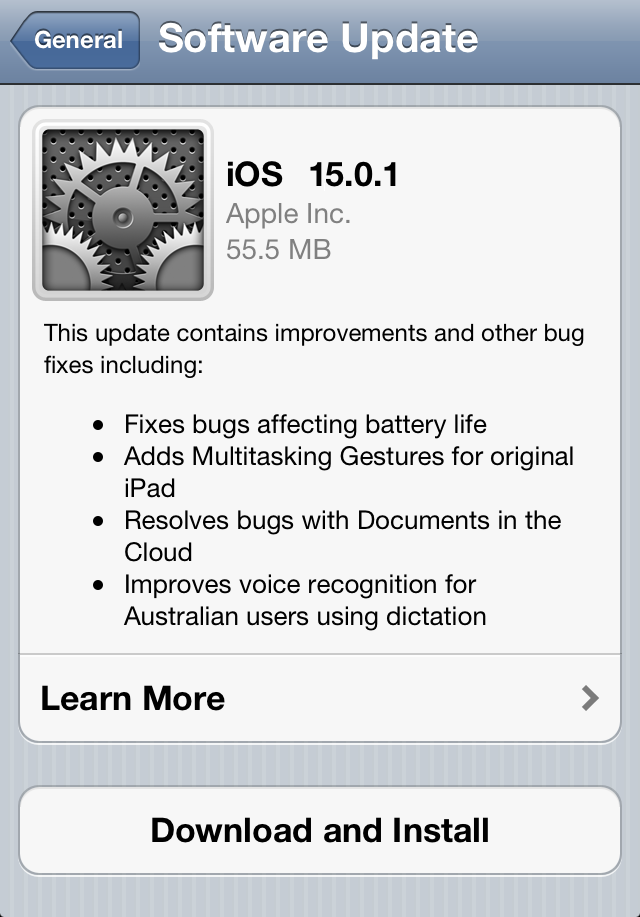 General
Software Update
iOS 15.0.1
Apple Inc.
55.5 MB
This update contains improvements and other bug
fixes including:
• Fixes bugs affecting battery life
• Adds Multitasking Gestures for original
iPad
• Resolves bugs with Documents in the
Cloud
• Improves voice recognition for
Australian users using dictation
Learn More
Download and Install